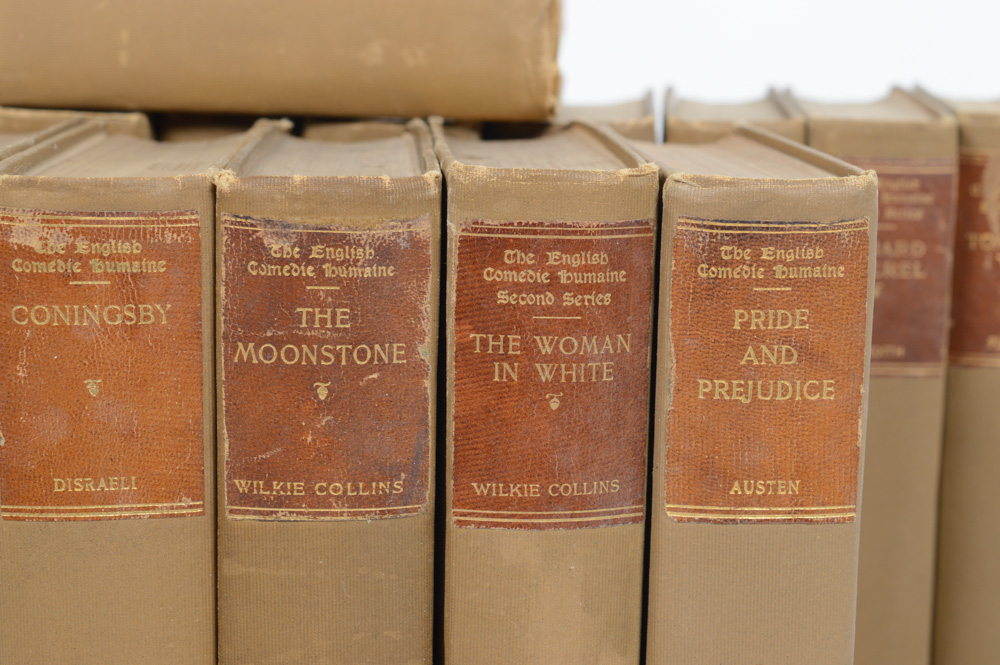 The English
Comedie Humaine
CONINGSBY
DISRAELI
The English
Comedie Humaine
THE
MOONSTONE
WILKIE COLLINS
The English
Comedie Humaine
Second Series
THE WOMAN
IN WHITE
WILKIE COLLINS
The English
Comedie Humaine
PRIDE
AND
PREJUDICE
AUSTEN